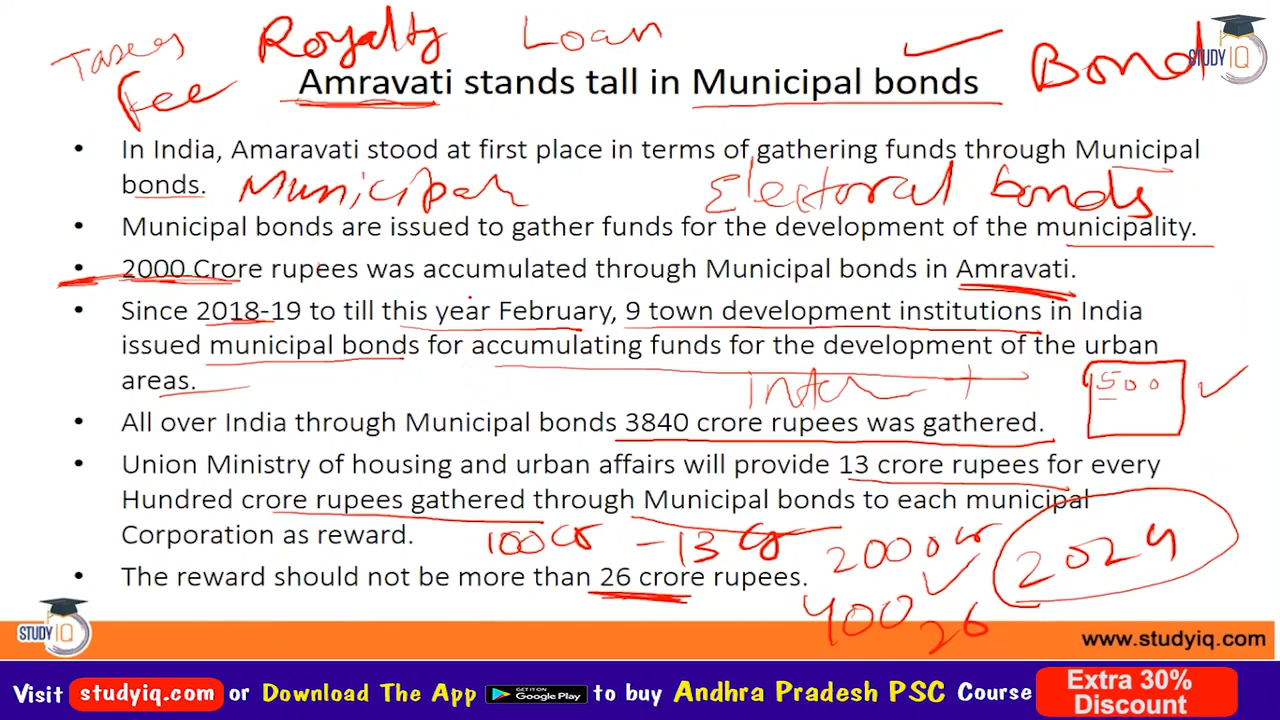 Taxes Royalty Loan
Fee Bond
STUDY IQ
Amravati stands tall in Municipal bonds
• In India, Amaravati stood at first place in terms of gathering funds through Municipal
bonds.
Municipal Electoral bonds
• Municipal bonds are issued to gather funds for the development of the municipality.
• 2000 Crore rupees was accumulated through Municipal bonds in Amravati.
• Since 2018-19 to till this year February, 9 town development institutions in India
issued municipal bonds for accumulating funds for the development of the urban
areas.
500
• All over India through Municipal bonds 3840 crore rupees was gathered.
• Union Ministry of housing and urban affairs will provide 13 crore rupees for every
Hundred crore rupees gathered through Municipal bonds to each municipal
Corporation as reward.
100 Cr - 13 Cr 2000 Cr 2024
• The reward should not be more than 26 crore rupees.
400 26
STUDY IQ
www.studyiq.com
Visit studyiq.com or Download The App GET IT ON Google Play to buy Andhra Pradesh PSC Course Extra 30% Discount